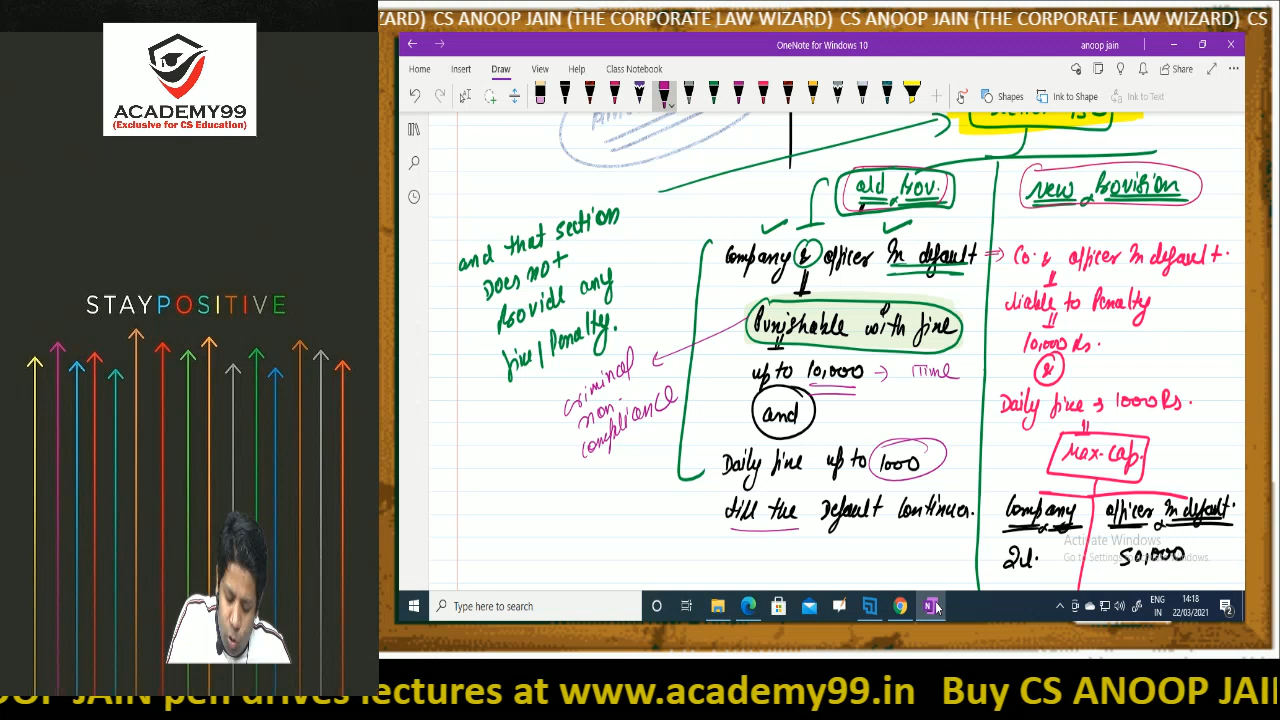 ZARD) CS ANOOP JAIN (THE CORPORATE LAW WIZARD) CS ANOOP JAIN (THE CORPORATE LAW WIZARD) CS
ACADEMY99
(Exclusive for CS Education)
STAYPOSITIVE
OneNote for Windows 10
anoop jain
Home Insert Draw View Help Class Notebook
Share
Shapes Ink to Shape Ink to Text
old Prov.
New Provision
and that section
Does not
Provide any
fine/Penalty.
Company & officer In default
Punishable with fine
up to 10,000 → Time
and
Daily fine up to 1000
till the Default Continues.
criminal
non-
compliance
⇒ Co. & officer In default.
liable to Penalty
10,000 Rs.
&
Daily fine 1000 Rs.
Max. Cap.
Company officer In default.
2L. 50,000
Activate Windows
Go to Settings
Windows.
Type here to search
ENG
IN
14:18
22/03/2021
OOP JAIN pen drives lectures at www.academy99.in Buy CS ANOOP JAI